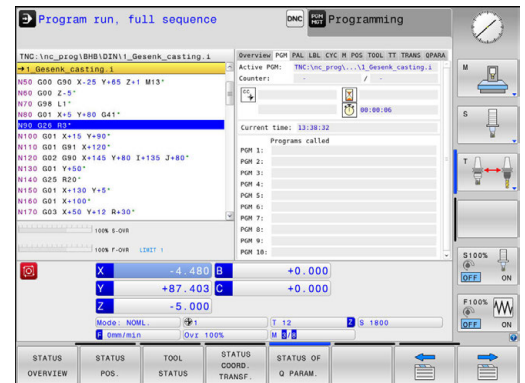 Program run, full sequence
DNC
PGM MGT
Programming
TNC:\nc_prog\BHB\DIN\1_Gesenk_casting.i
→1_Gesenk_casting.i
N50 G00 G90 X-25 Y+65 Z+1 M13*
N60 G00 Z-5*
N70 G98 L1*
N80 G01 X+5 Y+80 G41*
N90 G26 R3*
N100 G01 X+15 Y+90*
N110 G01 G91 X+120*
N120 G02 G90 X+145 Y+80 I+135 J+80*
N130 G01 Y+50*
N140 G25 R20*
N150 G01 X+130 Y+5*
N160 G01 X+100*
N170 G03 X+50 Y+12 R+30*
100% S-OVR
100% F-OVR LIMIT 1
Overview PGM PAL LBL CYC M POS TOOL TT TRANS QPARA
Active PGM: TNC:\nc_prog\...\1_Gesenk_casting.i
Counter: - / -
00:00:06
Current time: 13:38:32
Programs called
PGM 1:
PGM 2:
PGM 3:
PGM 4:
PGM 5:
PGM 6:
PGM 7:
PGM 8:
PGM 9:
PGM 10:
X -4.480 B +0.000
Y +87.403 C +0.000
Z -5.000
Mode: NOML. 1 T 12 Z S 1800
F 0mm/min Ovr 100% M 5/9
STATUS OVERVIEW
STATUS POS.
TOOL STATUS
STATUS COORD. TRANSF.
STATUS OF Q PARAM.
M
S
T
S100%
OFF ON
F100%
OFF ON